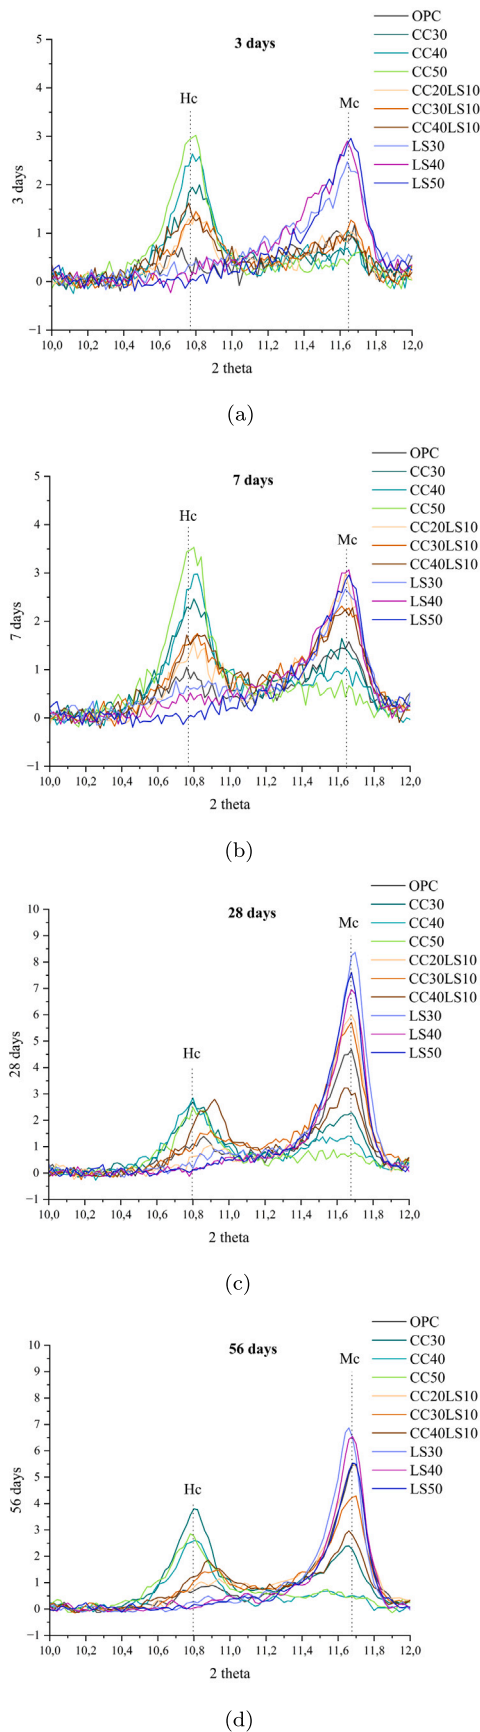 OPC
CC30
CC40
CC50
CC20LS10
CC30LS10
CC40LS10
LS30
LS40
LS50
3 days
Hc
Mc
5
4
3
2
1
0
−1
3 days
10,0 10,2 10,4 10,6 10,8 11,0 11,2 11,4 11,6 11,8 12,0
2 theta
(a)
OPC
CC30
CC40
CC50
CC20LS10
CC30LS10
CC40LS10
LS30
LS40
LS50
7 days
Hc
Mc
5
4
3
2
1
0
−1
7 days
10,0 10,2 10,4 10,6 10,8 11,0 11,2 11,4 11,6 11,8 12,0
2 theta
(b)
OPC
CC30
CC40
CC50
CC20LS10
CC30LS10
CC40LS10
LS30
LS40
LS50
28 days
Hc
Mc
10
9
8
7
6
5
4
3
2
1
0
−1
28 days
10,0 10,2 10,4 10,6 10,8 11,0 11,2 11,4 11,6 11,8 12,0
2 theta
(c)
OPC
CC30
CC40
CC50
CC20LS10
CC30LS10
CC40LS10
LS30
LS40
LS50
56 days
Hc
Mc
10
9
8
7
6
5
4
3
2
1
0
−1
56 days
10,0 10,2 10,4 10,6 10,8 11,0 11,2 11,4 11,6 11,8 12,0
2 theta
(d)